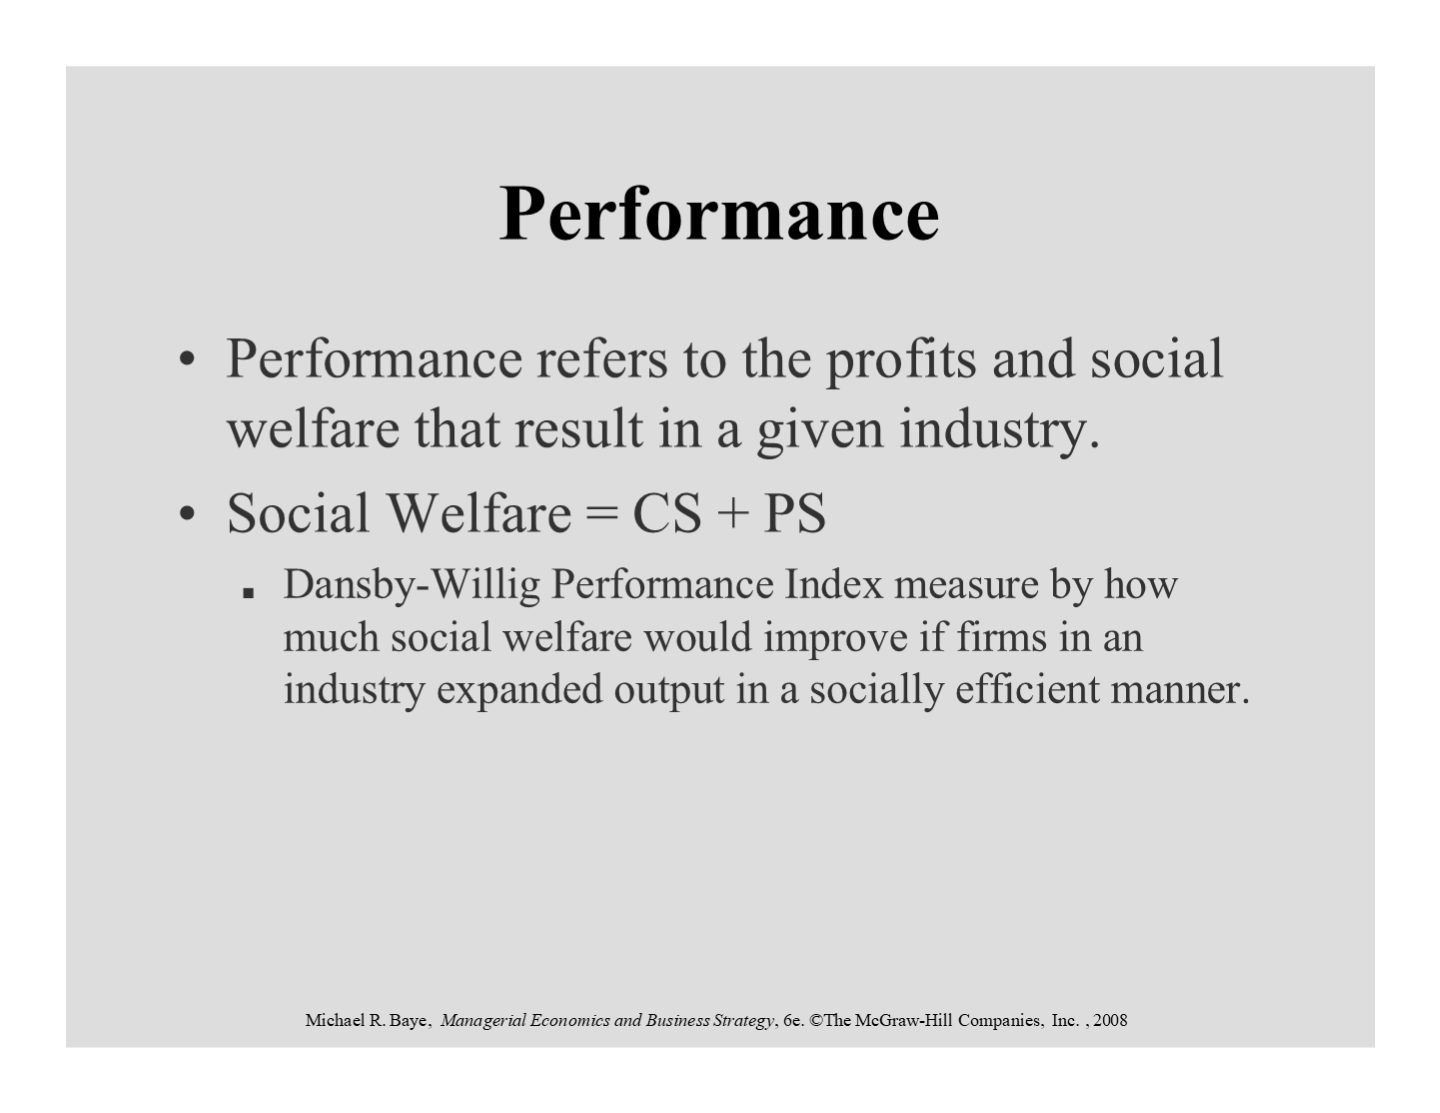 Performance
• Performance refers to the profits and social
welfare that result in a given industry.
• Social Welfare = CS + PS
▪ Dansby-Willig Performance Index measure by how
much social welfare would improve if firms in an
industry expanded output in a socially efficient manner.
Michael R. Baye, Managerial Economics and Business Strategy, 6e. ©The McGraw-Hill Companies, Inc. , 2008